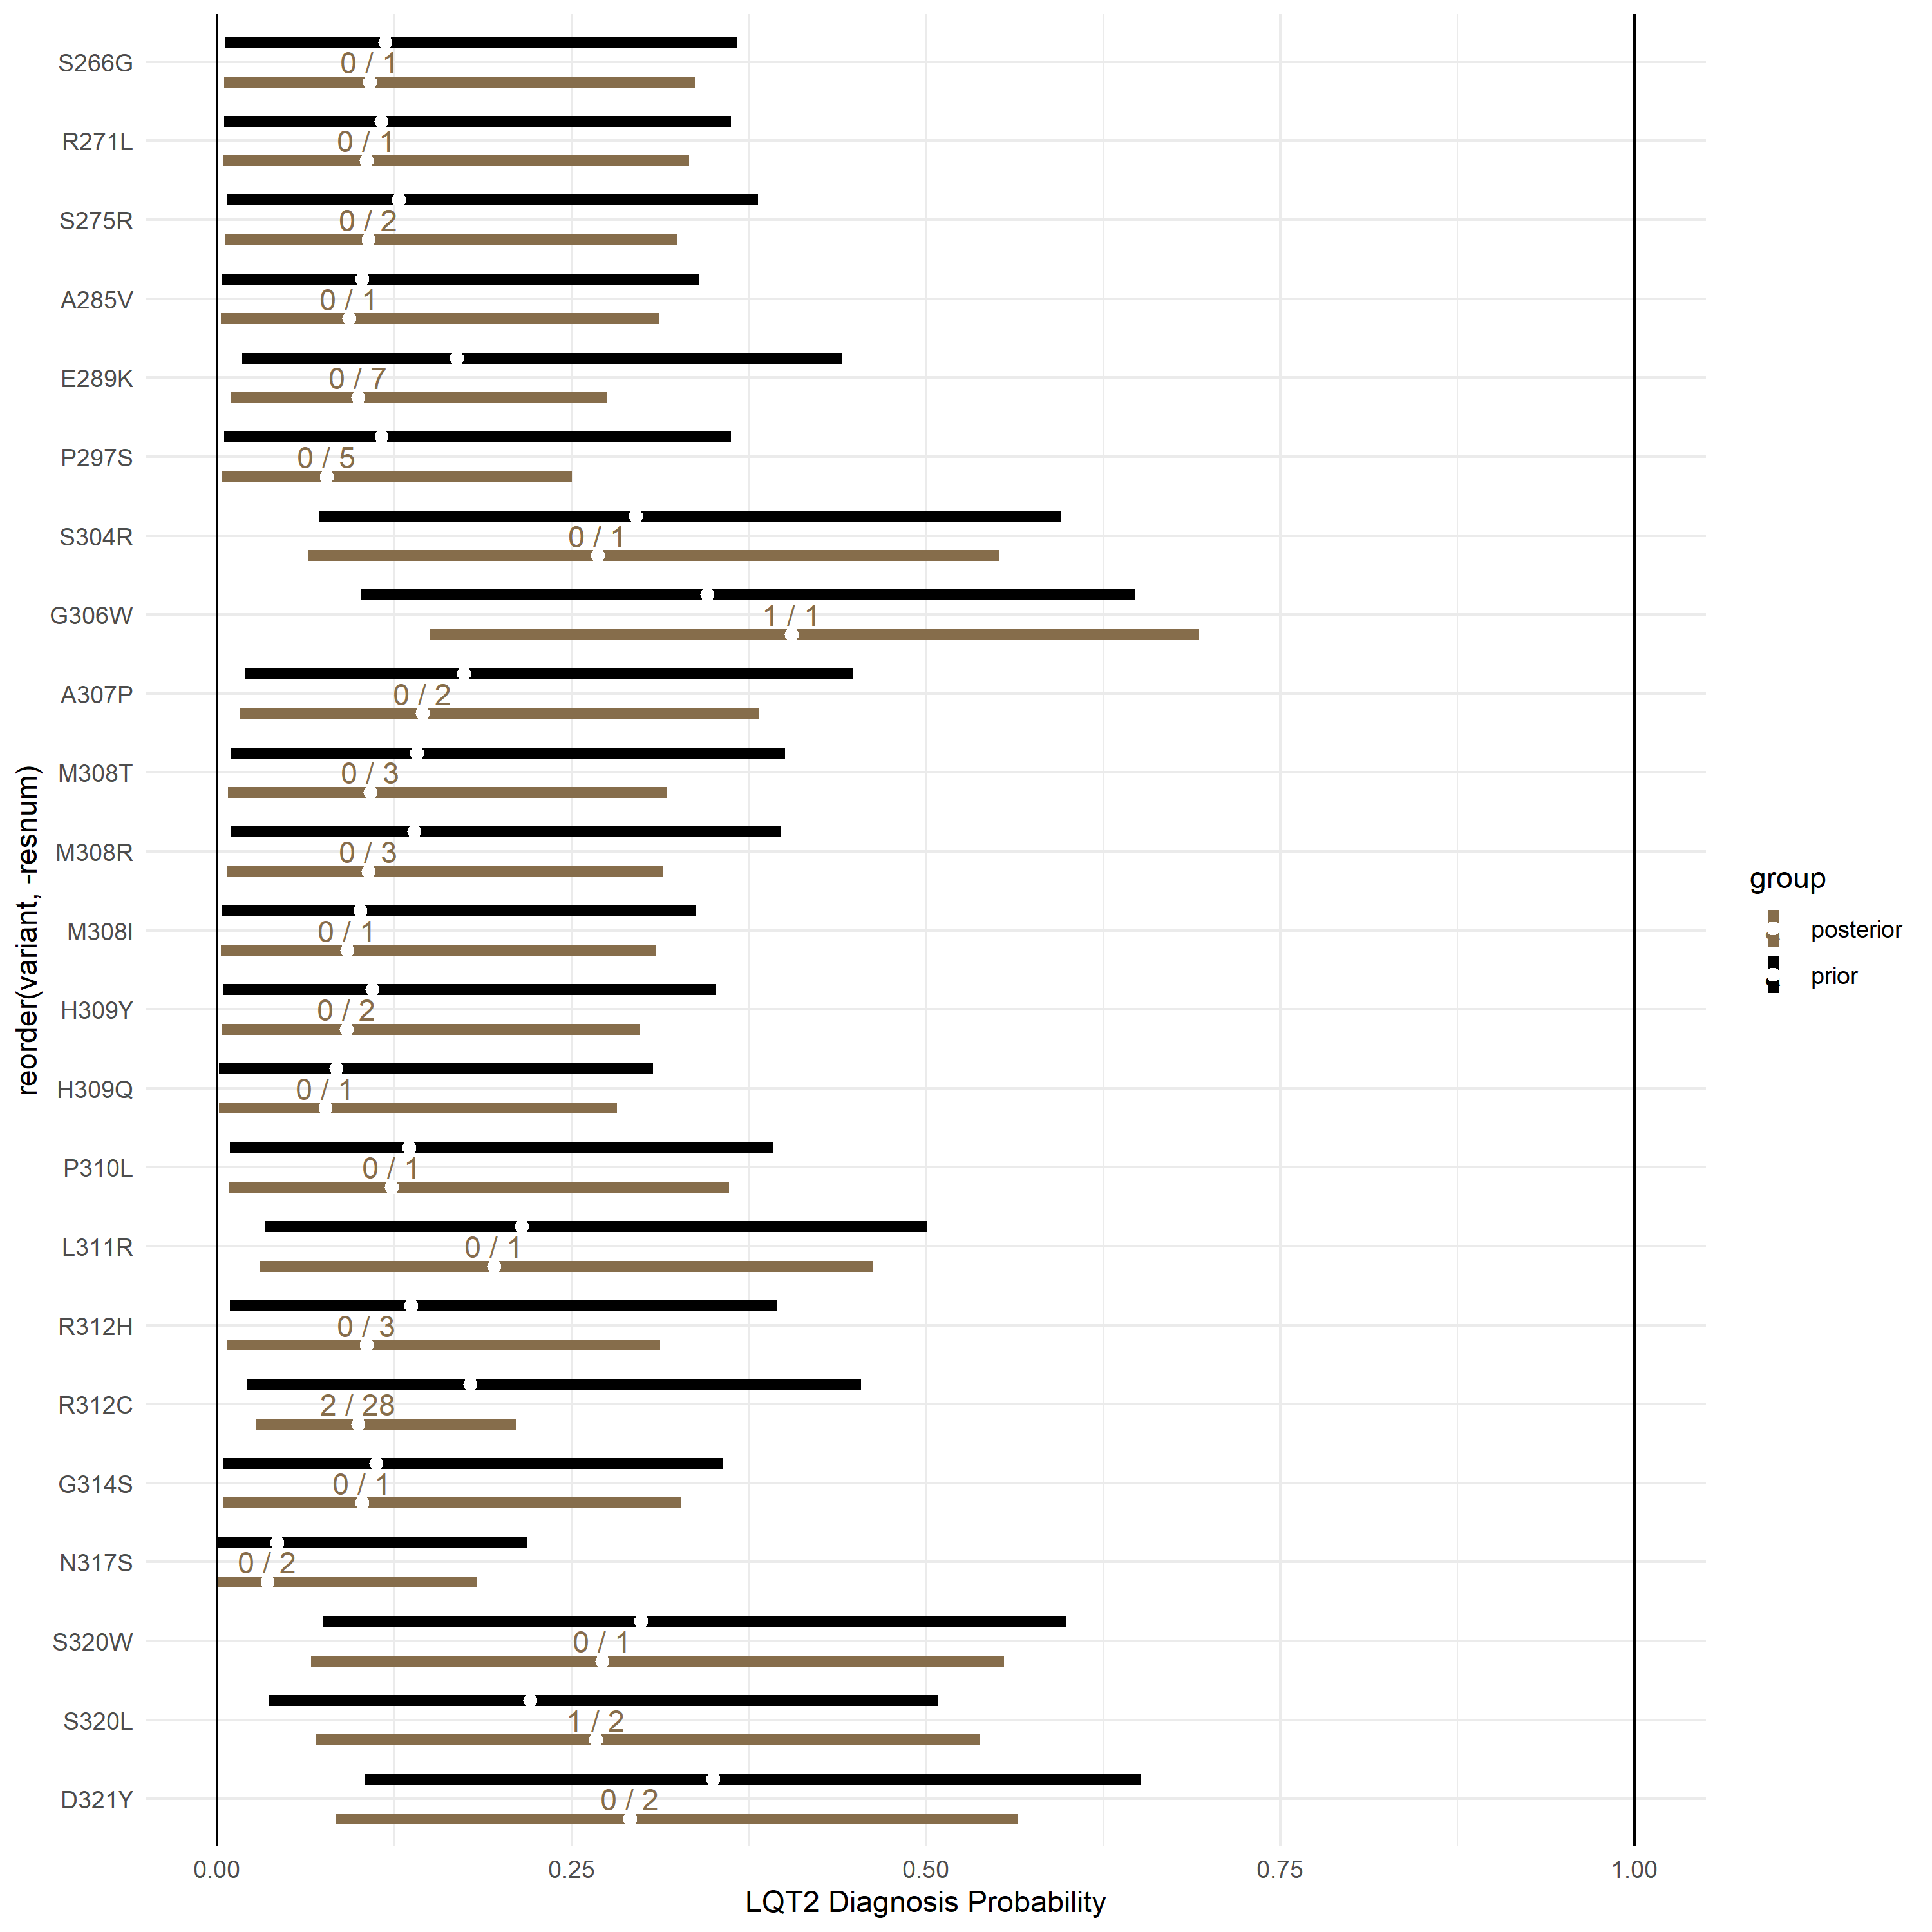 S266G
0 / 1
R271L
0 / 1
S275R
0 / 2
A285V
0 / 1
E289K
0 / 7
P297S
0 / 5
S304R
0 / 1
G306W
1 / 1
A307P
0 / 2
M308T
0 / 3
M308R
0 / 3
M308I
0 / 1
H309Y
0 / 2
H309Q
0 / 1
P310L
0 / 1
L311R
0 / 1
R312H
0 / 3
R312C
2 / 28
G314S
0 / 1
N317S
0 / 2
S320W
0 / 1
S320L
1 / 2
D321Y
0 / 2
reorder(variant, -resnum)
0.00 0.25 0.50 0.75 1.00
LQT2 Diagnosis Probability
group
posterior
prior